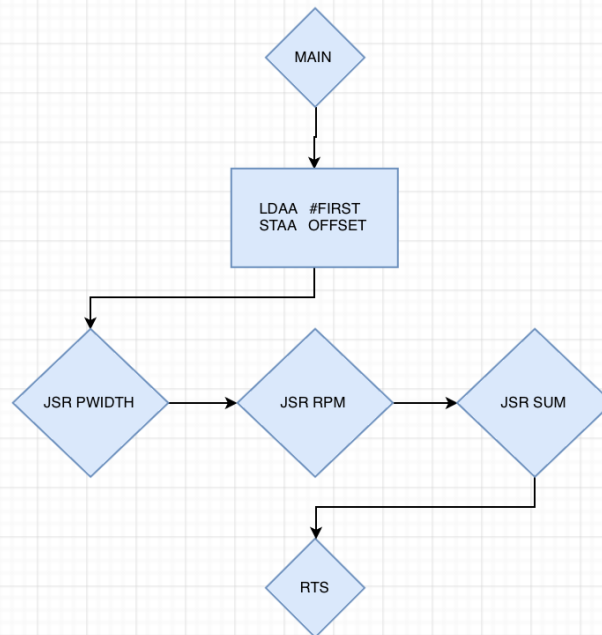 MAIN
LDAA #FIRST
STAA OFFSET
JSR PWIDTH
JSR RPM
JSR SUM
RTS